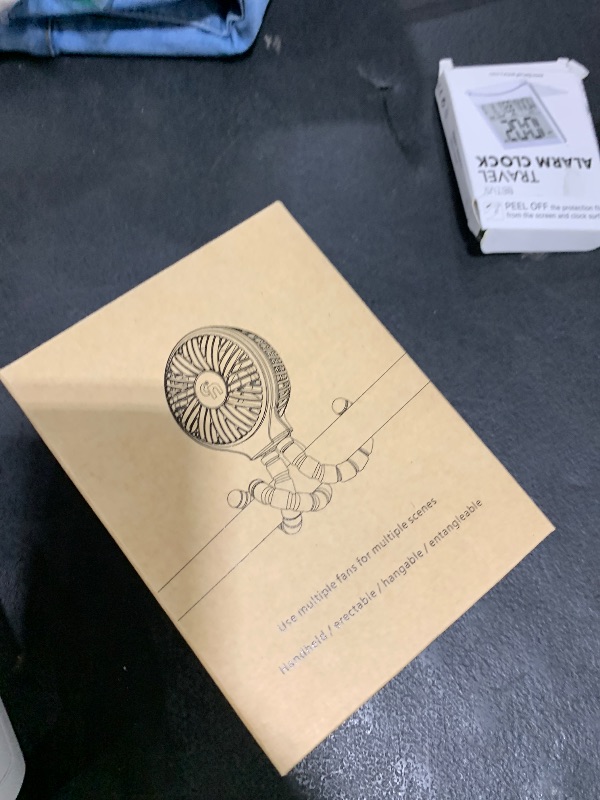 Use multiple fans for multiple scenes
Handheld / erectable / hangable / entangleable
TRAVEL
ALARM CLOCK
PEEL OFF the protection
from the screen and clock